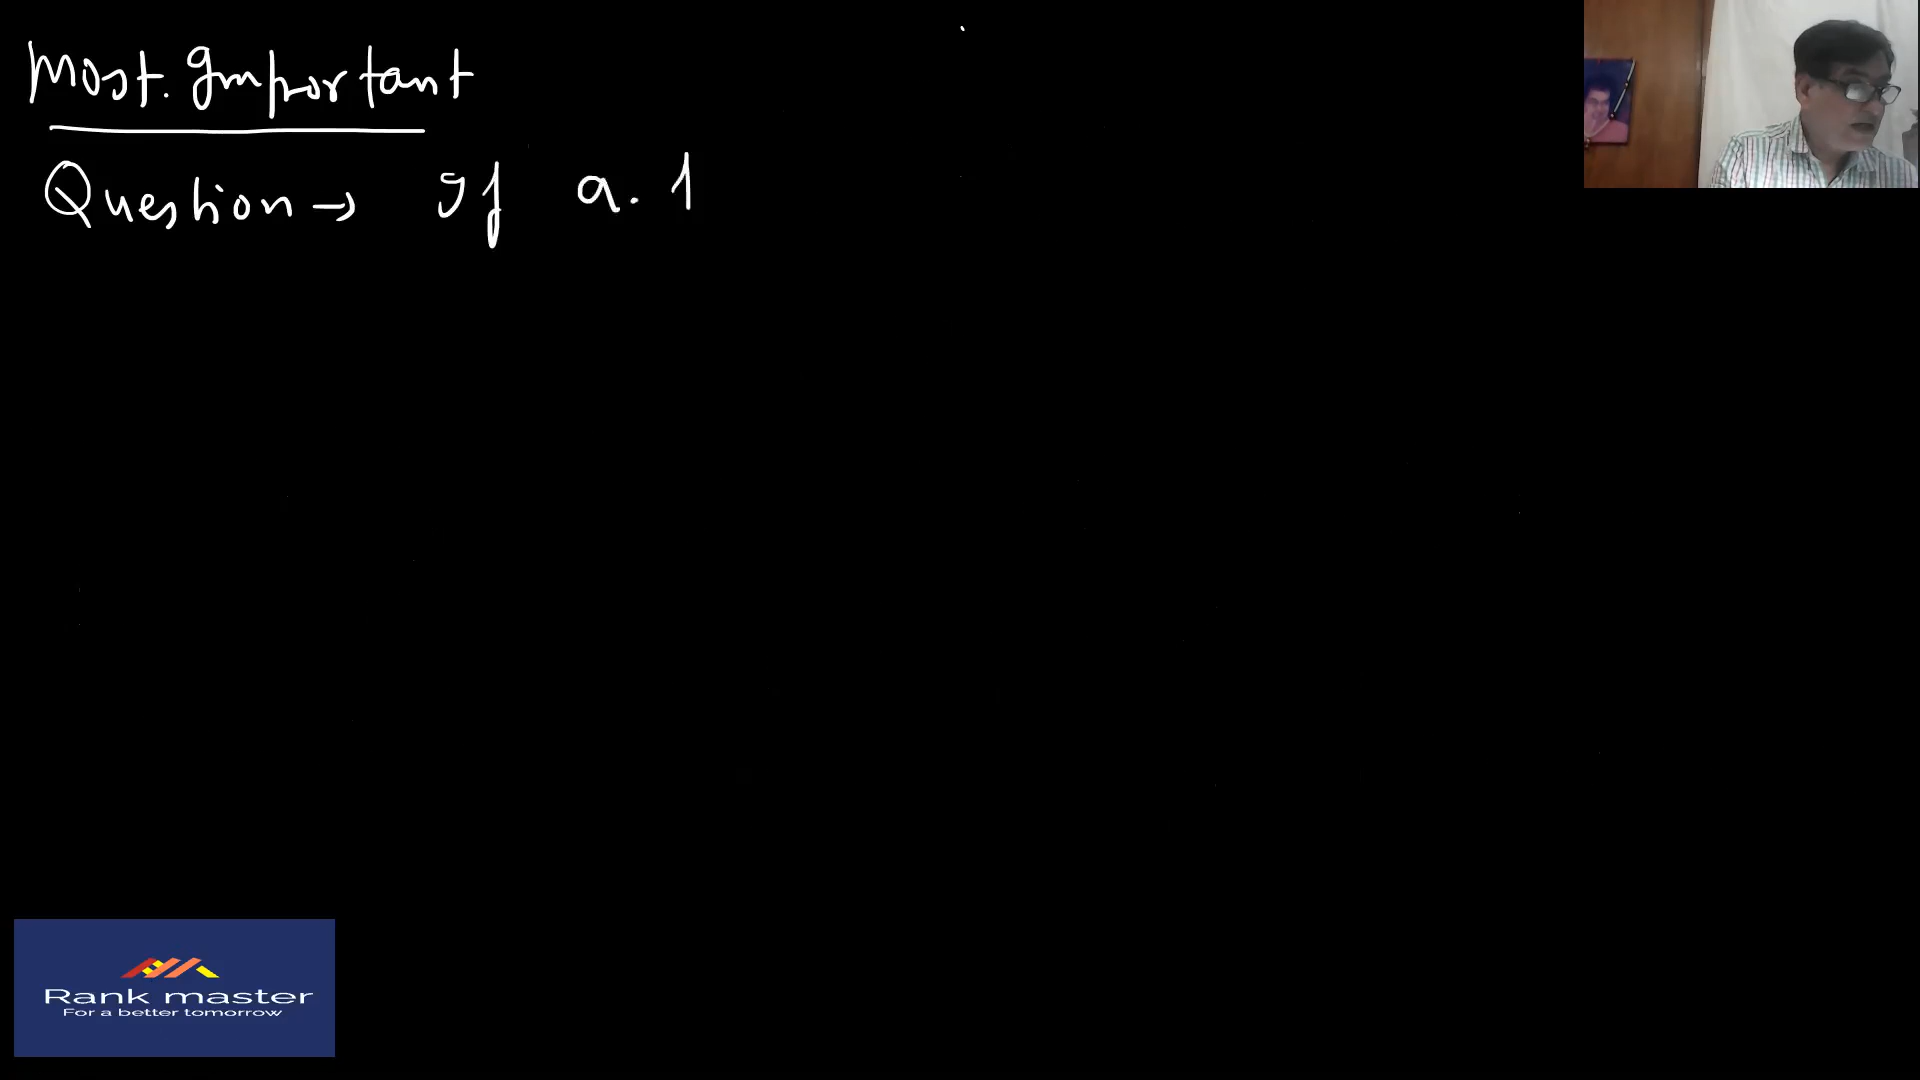 Most. Important
Question → If a. 1
Rank master
For a better tomorrow